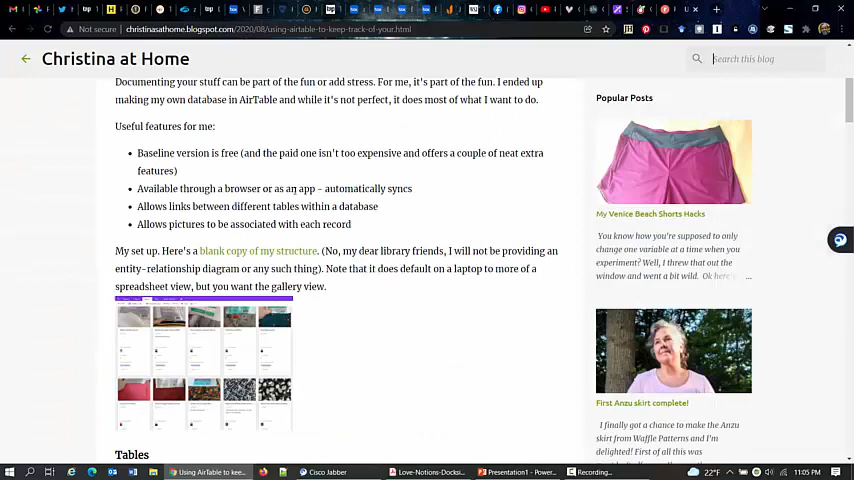 Not secure | christinasathome.blogspot.com/2020/08/using-airtable-to-keep-track-of-your.html
Christina at Home
Search this blog
Documenting your stuff can be part of the fun or add stress. For me, it's part of the fun. I ended up
making my own database in AirTable and while it's not perfect, it does most of what I want to do.
Useful features for me:
• Baseline version is free (and the paid one isn't too expensive and offers a couple of neat extra
features)
• Available through a browser or as an app - automatically syncs
• Allows links between different tables within a database
• Allows pictures to be associated with each record
My set up. Here's a blank copy of my structure. (No, my dear library friends, I will not be providing an
entity-relationship diagram or any such thing). Note that it does default on a laptop to more of a
spreadsheet view, but you want the gallery view.
Tables
Popular Posts
My Venice Beach Shorts Hacks
You know how you're supposed to only
change one variable at a time when you
experiment? Well, I threw that out the
window and went a bit wild. Ok here's ...
First Anzu skirt complete!
I finally got a chance to make the Anzu
skirt from Waffle Patterns and I'm
delighted! First of all this was
Using AirTable to kee...
Cisco Jabber
Love-Notions-Docksi...
Presentation1 - Power...
Recording...
22°F
11:05 PM